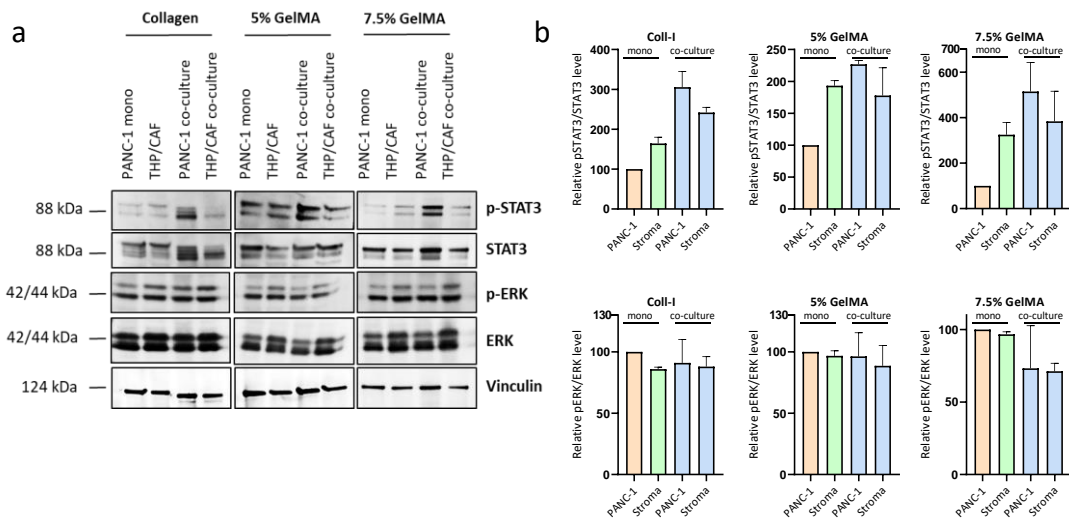 a
Collagen
5% GelMA
7.5% GelMA
PANC-1 mono
THP/CAF
PANC-1 co-culture
THP/CAF co-culture
PANC-1 mono
THP/CAF
PANC-1 co-culture
THP/CAF co-culture
PANC-1 mono
THP/CAF
PANC-1 co-culture
THP/CAF co-culture
88 kDa
p-STAT3
88 kDa
STAT3
42/44 kDa
p-ERK
42/44 kDa
ERK
124 kDa
Vinculin
b
Coll-I
mono
co-culture
Relative pSTAT3/STAT3 level
400
300
200
100
0
PANC-1
Stroma
PANC-1
Stroma
5% GelMA
mono
co-culture
Relative pSTAT3/STAT3 level
250
200
150
100
50
0
PANC-1
Stroma
PANC-1
Stroma
7.5% GelMA
mono
co-culture
Relative pSTAT3/STAT3 level
700
600
400
200
0
PANC-1
Stroma
PANC-1
Stroma
Coll-I
mono
co-culture
Relative pERK/ERK level
130
100
50
0
PANC-1
Stroma
PANC-1
Stroma
5% GelMA
mono
co-culture
Relative pERK/ERK level
130
100
50
0
PANC-1
Stroma
PANC-1
Stroma
7.5% GelMA
mono
co-culture
Relative pERK/ERK level
110
100
75
50
25
0
PANC-1
Stroma
PANC-1
Stroma